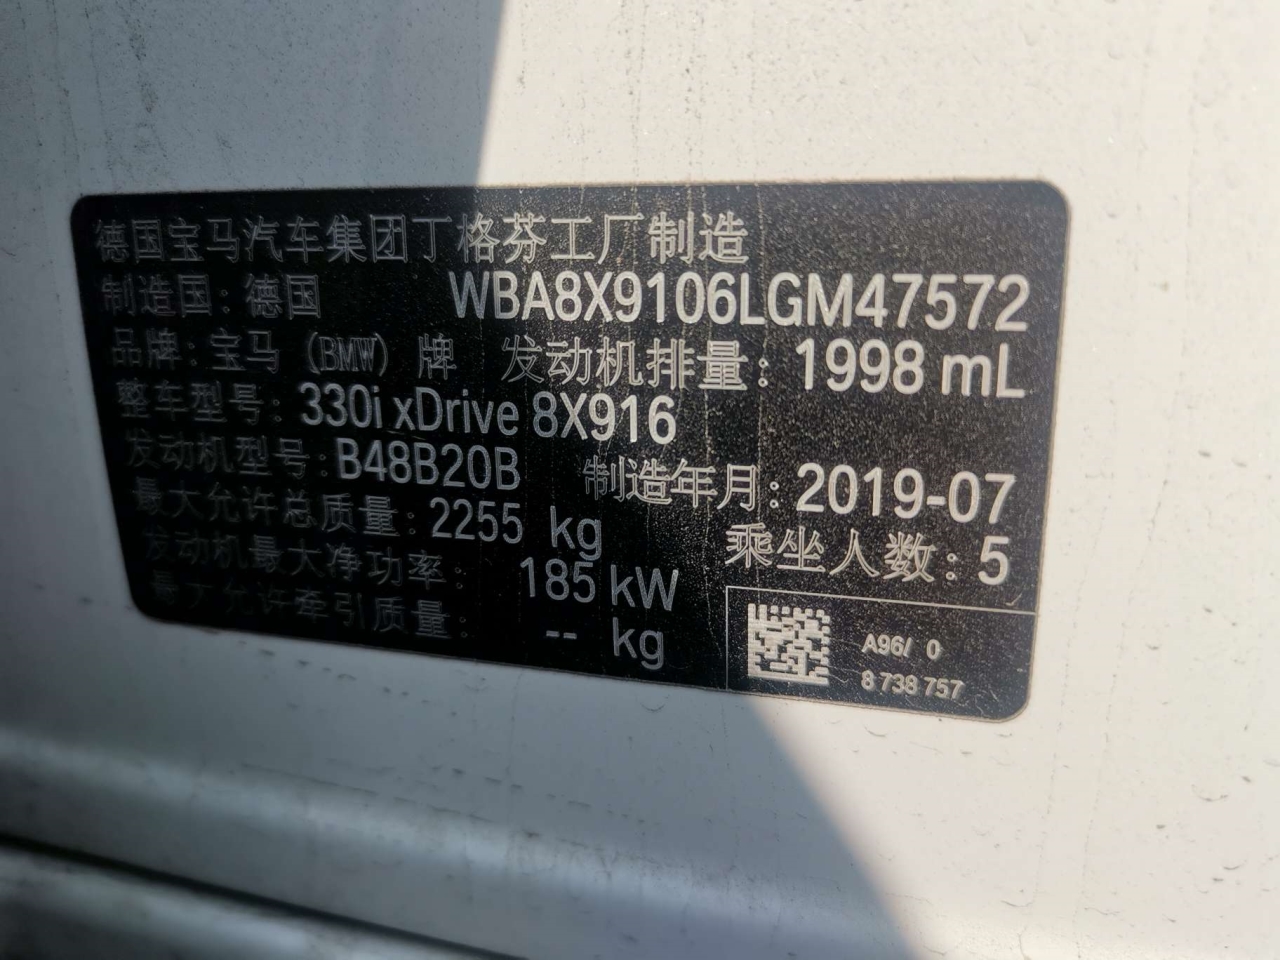 德国宝马汽车集团丁格芬工厂制造
制造国：德国 WBA8X9106LGM47572
品牌：宝马（BMW）牌 发动机排量：1998 mL
整车型号：330i xDrive 8X916
发动机型号：B48B20B 制造年月：2019-07
最大允许总质量：2255 kg 乘坐人数：5
发动机最大净功率：185 kW
最大允许牵引质量：-- kg
A96/ 0
8 738 757